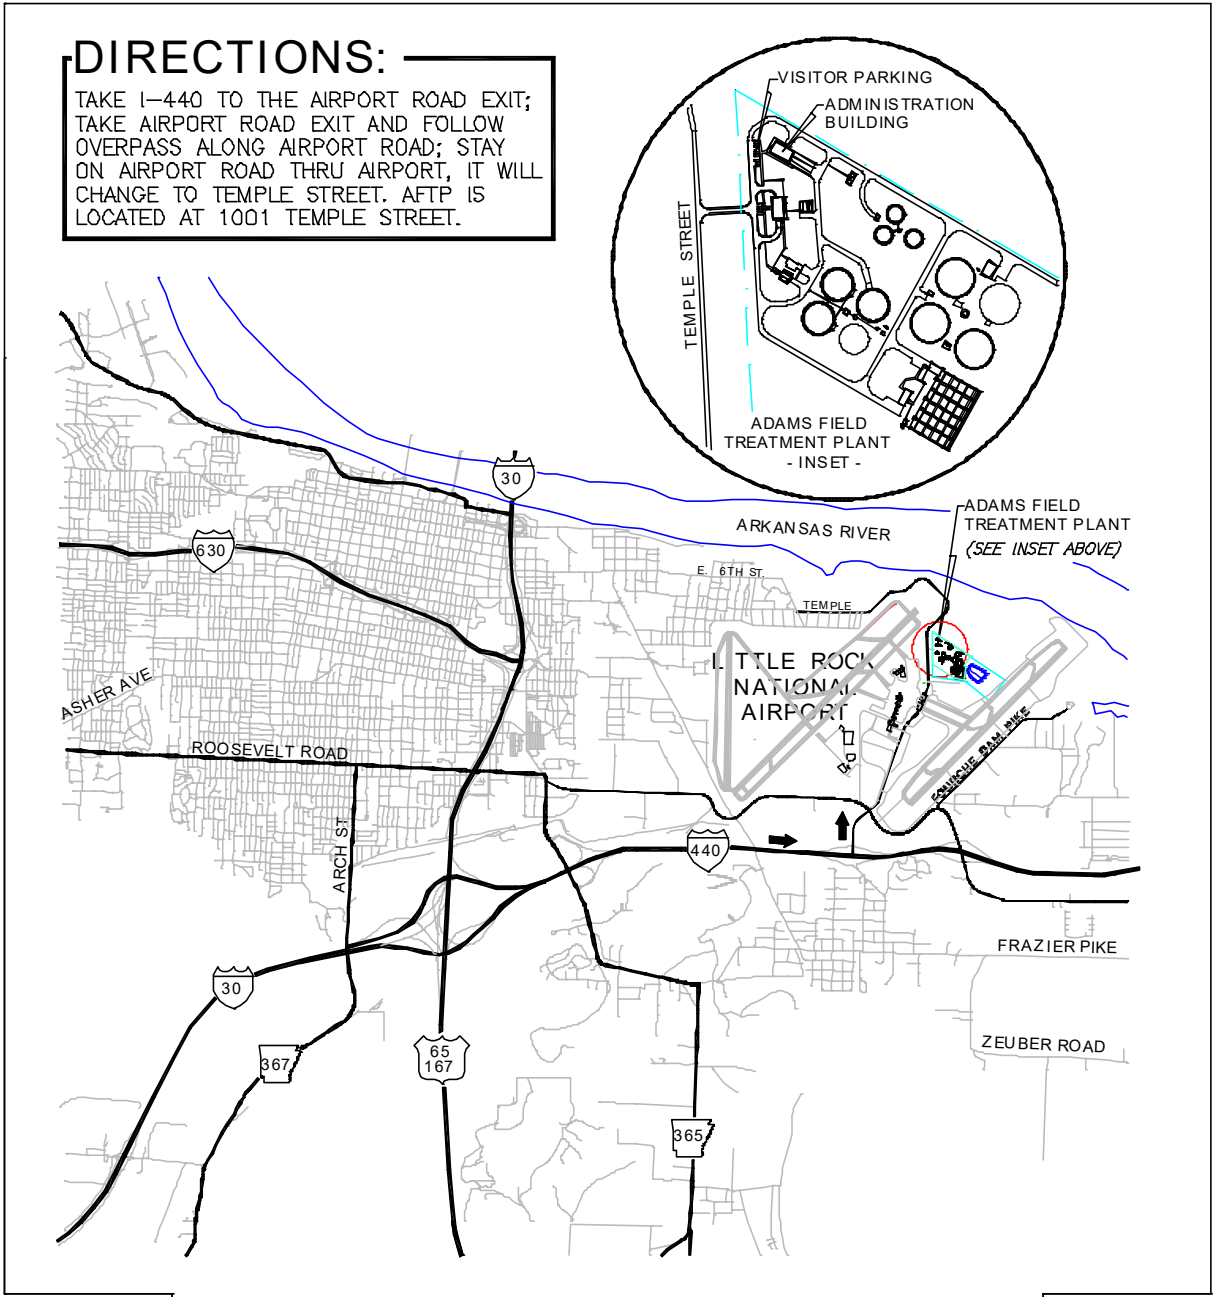 DIRECTIONS:
TAKE I-440 TO THE AIRPORT ROAD EXIT;
TAKE AIRPORT ROAD EXIT AND FOLLOW
OVERPASS ALONG AIRPORT ROAD; STAY
ON AIRPORT ROAD THRU AIRPORT, IT WILL
CHANGE TO TEMPLE STREET. AFTP IS
LOCATED AT 1001 TEMPLE STREET.
VISITOR PARKING
ADMINISTRATION
BUILDING
TEMPLE STREET
ADAMS FIELD
TREATMENT PLANT
- INSET -
30
ADAMS FIELD
TREATMENT PLANT
(SEE INSET ABOVE)
ARKANSAS RIVER
630
E. 6TH ST.
TEMPLE
LITTLE ROCK
NATIONAL
AIRPORT
ASHER AVE
ROOSEVELT ROAD
FOURCHE DAM PIKE
ARCH ST
440
FRAZIER PIKE
30
ZEUBER ROAD
367
65
167
365